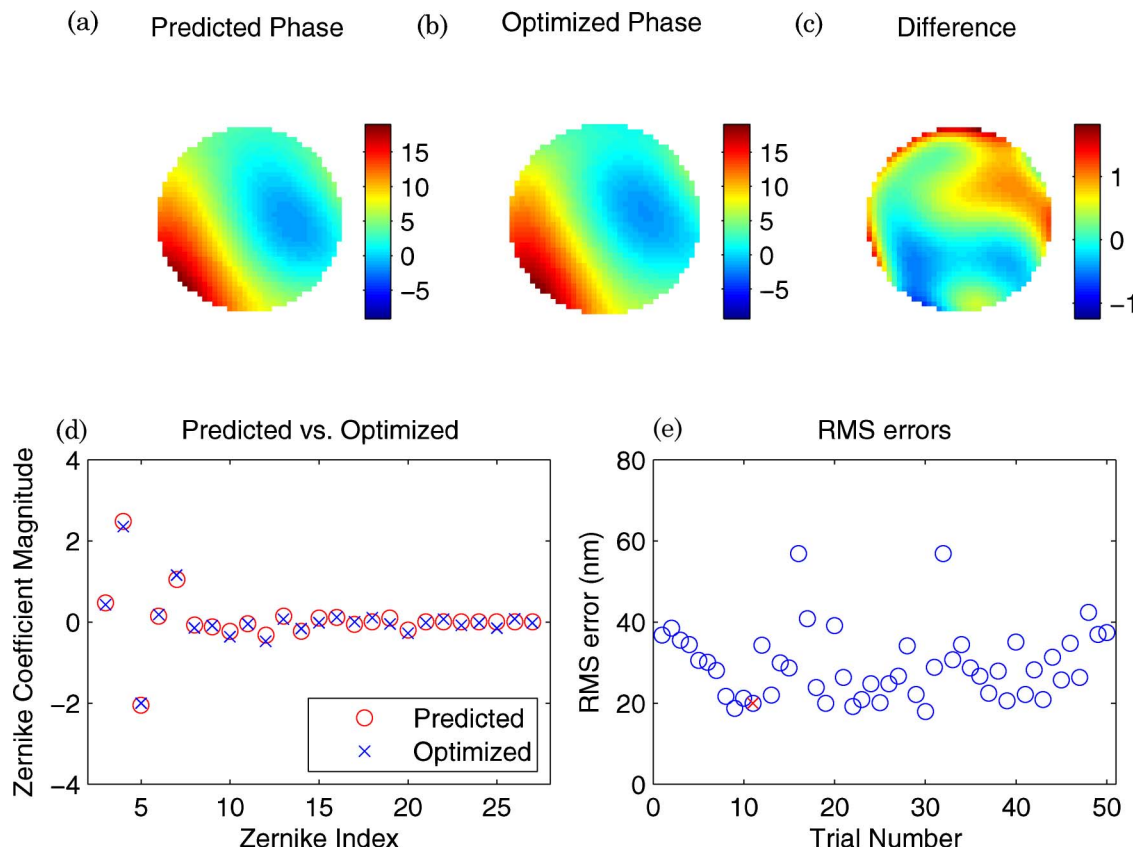 (a) Predicted Phase
(b) Optimized Phase
(c) Difference
15
10
5
0
−5
15
10
5
0
−5
1
0
−1
(d) Predicted vs. Optimized
Zernike Coefficient Magnitude
4
2
0
−2
−4
Predicted
Optimized
5 10 15 20 25
Zernike Index
(e) RMS errors
RMS error (nm)
80
60
40
20
0
0 10 20 30 40 50
Trial Number